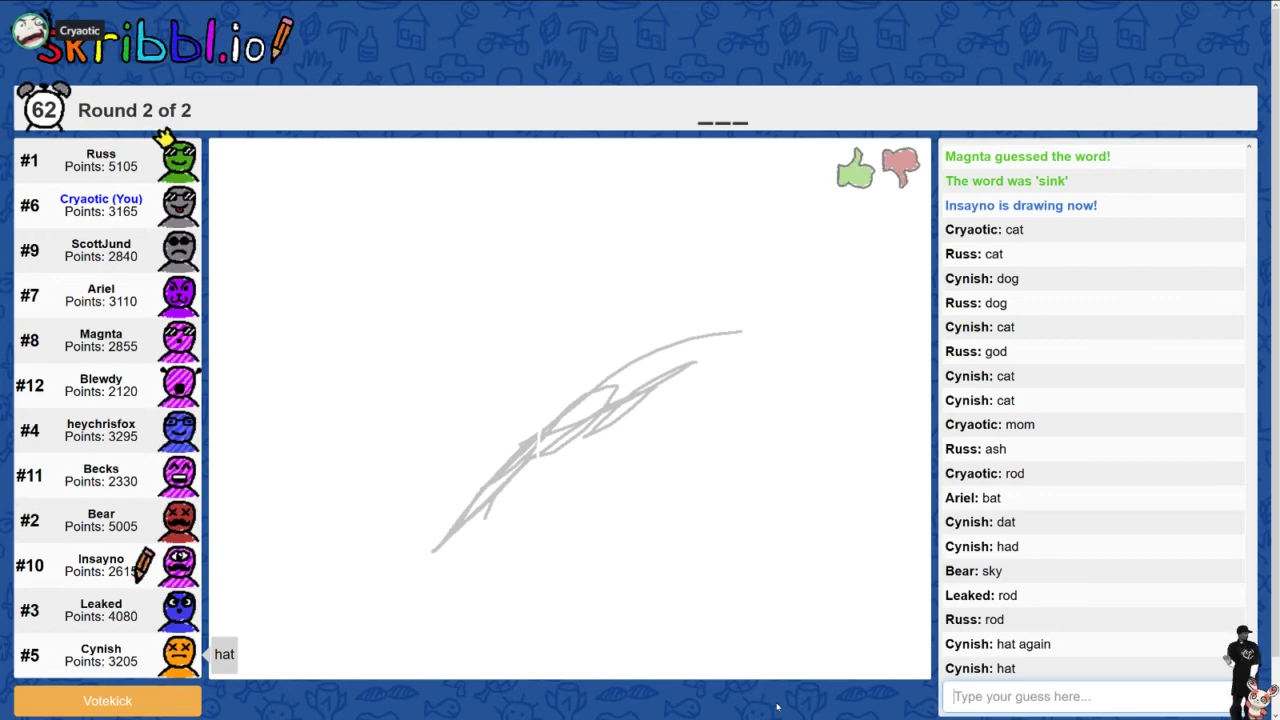 Cryaotic
skribbl.io
62
Round 2 of 2
_ _ _
#1
Russ
Points: 5105
#6
Cryaotic (You)
Points: 3165
#9
ScottJund
Points: 2840
#7
Ariel
Points: 3110
#8
Magnta
Points: 2855
#12
Blewdy
Points: 2120
#4
heychrisfox
Points: 3295
#11
Becks
Points: 2330
#2
Bear
Points: 5005
#10
Insayno
Points: 2615
#3
Leaked
Points: 4080
#5
Cynish
Points: 3205
hat
Votekick
Magnta guessed the word!
The word was 'sink'
Insayno is drawing now!
Cryaotic: cat
Russ: cat
Cynish: dog
Russ: dog
Cynish: cat
Russ: god
Cynish: cat
Cynish: cat
Cryaotic: mom
Russ: ash
Cryaotic: rod
Ariel: bat
Cynish: dat
Cynish: had
Bear: sky
Leaked: rod
Russ: rod
Cynish: hat again
Cynish: hat
Type your guess here...